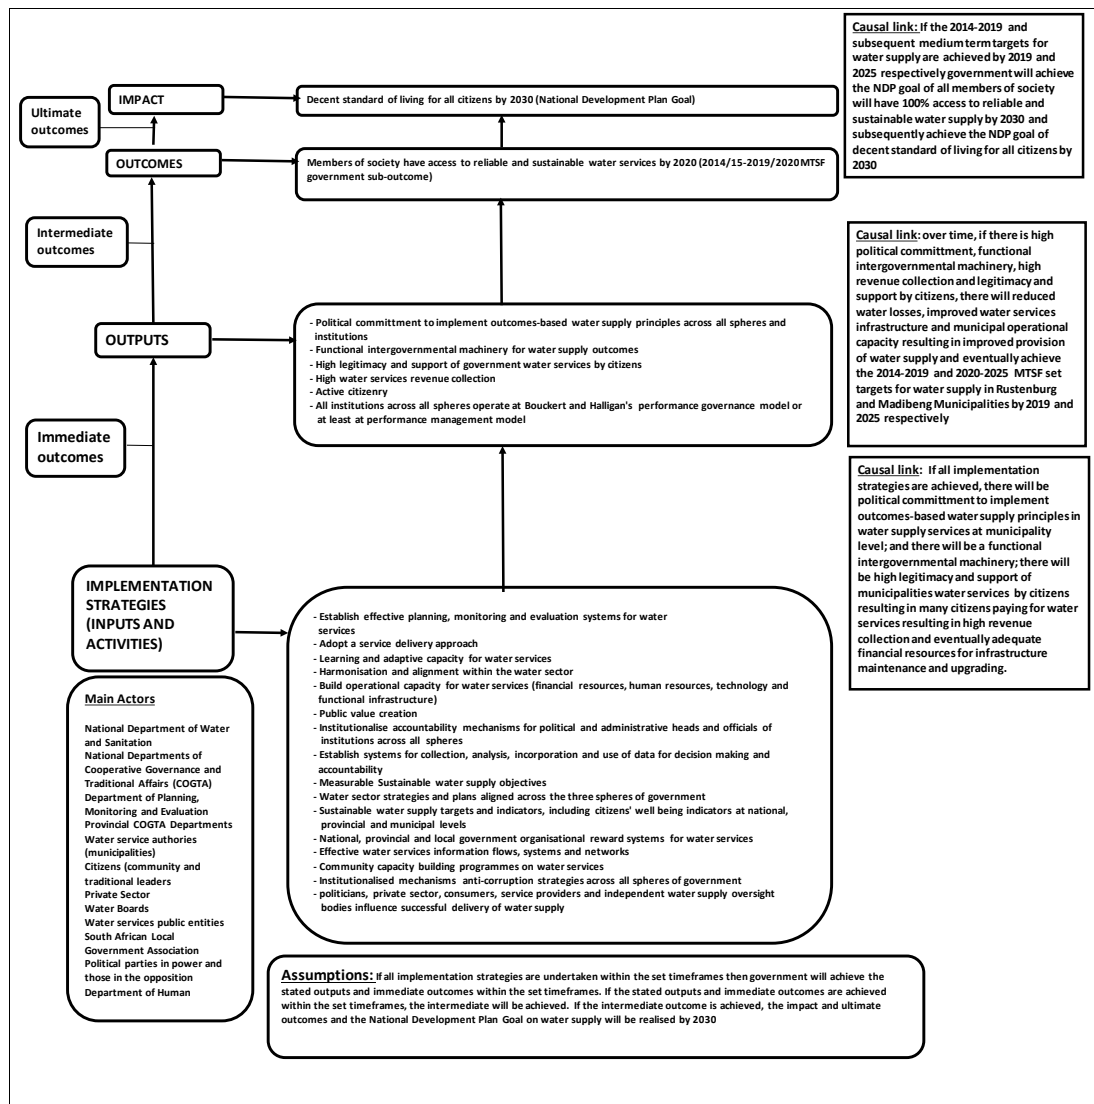 Causal link: If the 2014-2019 and
subsequent medium term targets for
water supply are achieved by 2019 and
2025 respectively government will achieve
the NDP goal of all members of society
will have 100% access to reliable and
sustainable water supply by 2030 and
subsequently achieve the NDP goal of
decent standard of living for all citizens by
2030
IMPACT
Decent standard of living for all citizens by 2030 (National Development Plan Goal)
Ultimate
outcomes
OUTCOMES
Members of society have access to reliable and sustainable water services by 2020 (2014/15-2019/2020 MTSF
government sub-outcome)
Intermediate
outcomes
Causal link: over time, if there is high
political committment, functional
intergovernmental machinery, high
revenue collection and legitimacy and
support by citizens, there will reduced
water losses, improved water services
infrastructure and municipal operational
capacity resulting in improved provision
of water supply and eventually achieve
the 2014-2019 and 2020-2025 MTSF set
targets for water supply in Rustenburg
and Madibeng Municipalities by 2019 and
2025 respectively
OUTPUTS
- Political committment to implement outcomes-based water supply principles across all spheres and
institutions
- Functional intergovernmental machinery for water supply outcomes
- High legitimacy and support of government water services by citizens
- High water services revenue collection
- Active citizenry
- All institutions across all spheres operate at Bouckert and Halligan's performance governance model or
at least at performance management model
Immediate
outcomes
Causal link: If all implementation
strategies are achieved, there will be
political committment to implement
outcomes-based water supply principles in
water supply services at municipality
level; and there will be a functional
intergovernmental machinery; there will
be high legitimacy and support of
municipalities water services by citizens
resulting in many citizens paying for water
services resulting in high revenue
collection and eventually adequate
financial resources for infrastructure
maintenance and upgrading.
IMPLEMENTATION
STRATEGIES
(INPUTS AND
ACTIVITIES)
- Establish effective planning, monitoring and evaluation systems for water
services
- Adopt a service delivery approach
- Learning and adaptive capacity for water services
- Harmonisation and alignment within the water sector
- Build operational capacity for water services (financial resources, human resources, technology and
functional infrastructure)
- Public value creation
- Institutionalise accountability mechanisms for political and administrative heads and officials of
institutions across all spheres
- Establish systems for collection, analysis, incorporation and use of data for decision making and
accountability
- Measurable Sustainable water supply objectives
- Water sector strategies and plans aligned across the three spheres of government
- Sustainable water supply targets and indicators, including citizens' well being indicators at national,
provincial and municipal levels
- National, provincial and local government organisational reward systems for water services
- Effective water services information flows, systems and networks
- Community capacity building programmes on water services
- Institutionalised mechanisms anti-corruption strategies across all spheres of government
- politicians, private sector, consumers, service providers and independent water supply oversight
bodies influence successful delivery of water supply
Main Actors
National Department of Water
and Sanitation
National Departments of
Cooperative Governance and
Traditional Affairs (COGTA)
Department of Planning,
Monitoring and Evaluation
Provincial COGTA Departments
Water service authories
(municipalities)
Citizens (community and
traditional leaders
Private Sector
Water Boards
Water services public entities
South African Local
Government Association
Political parties in power and
those in the opposition
Department of Human
Assumptions: If all implementation strategies are undertaken within the set timeframes then government will achieve the
stated outputs and immediate outcomes within the set timeframes. If the stated outputs and immediate outcomes are achieved
within the set timeframes, the intermediate will be achieved. If the intermediate outcome is achieved, the impact and ultimate
outcomes and the National Development Plan Goal on water supply will be realised by 2030